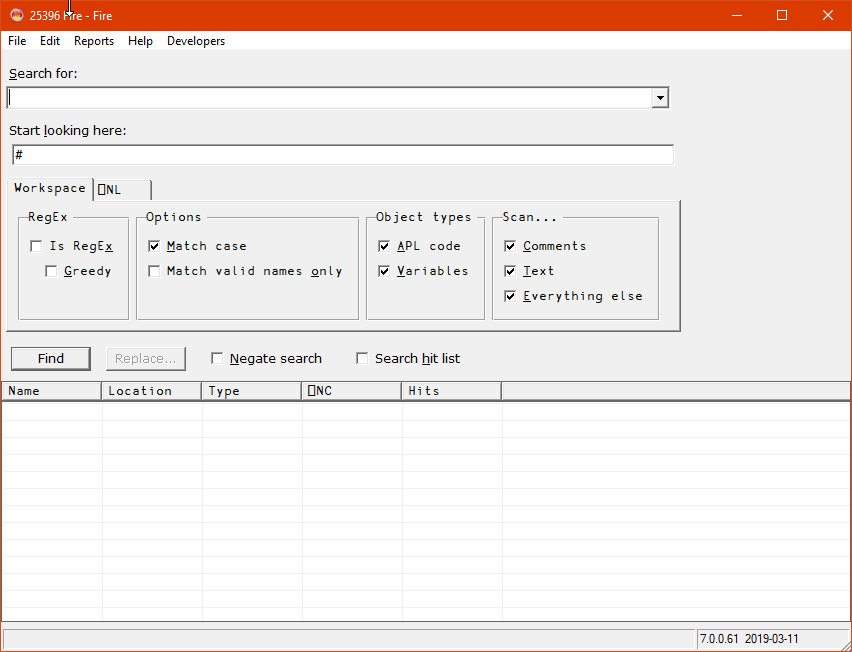 25396 Fire - Fire
File Edit Reports Help Developers
Search for:
Start looking here:
#
Workspace ⎕NL
RegEx Options Object types Scan...
Is RegEx Match case APL code Comments
Greedy Match valid names only Variables Text
Everything else
Find Replace... Negate search Search hit list
Name Location Type ⎕NC Hits
7.0.0.61 2019-03-11